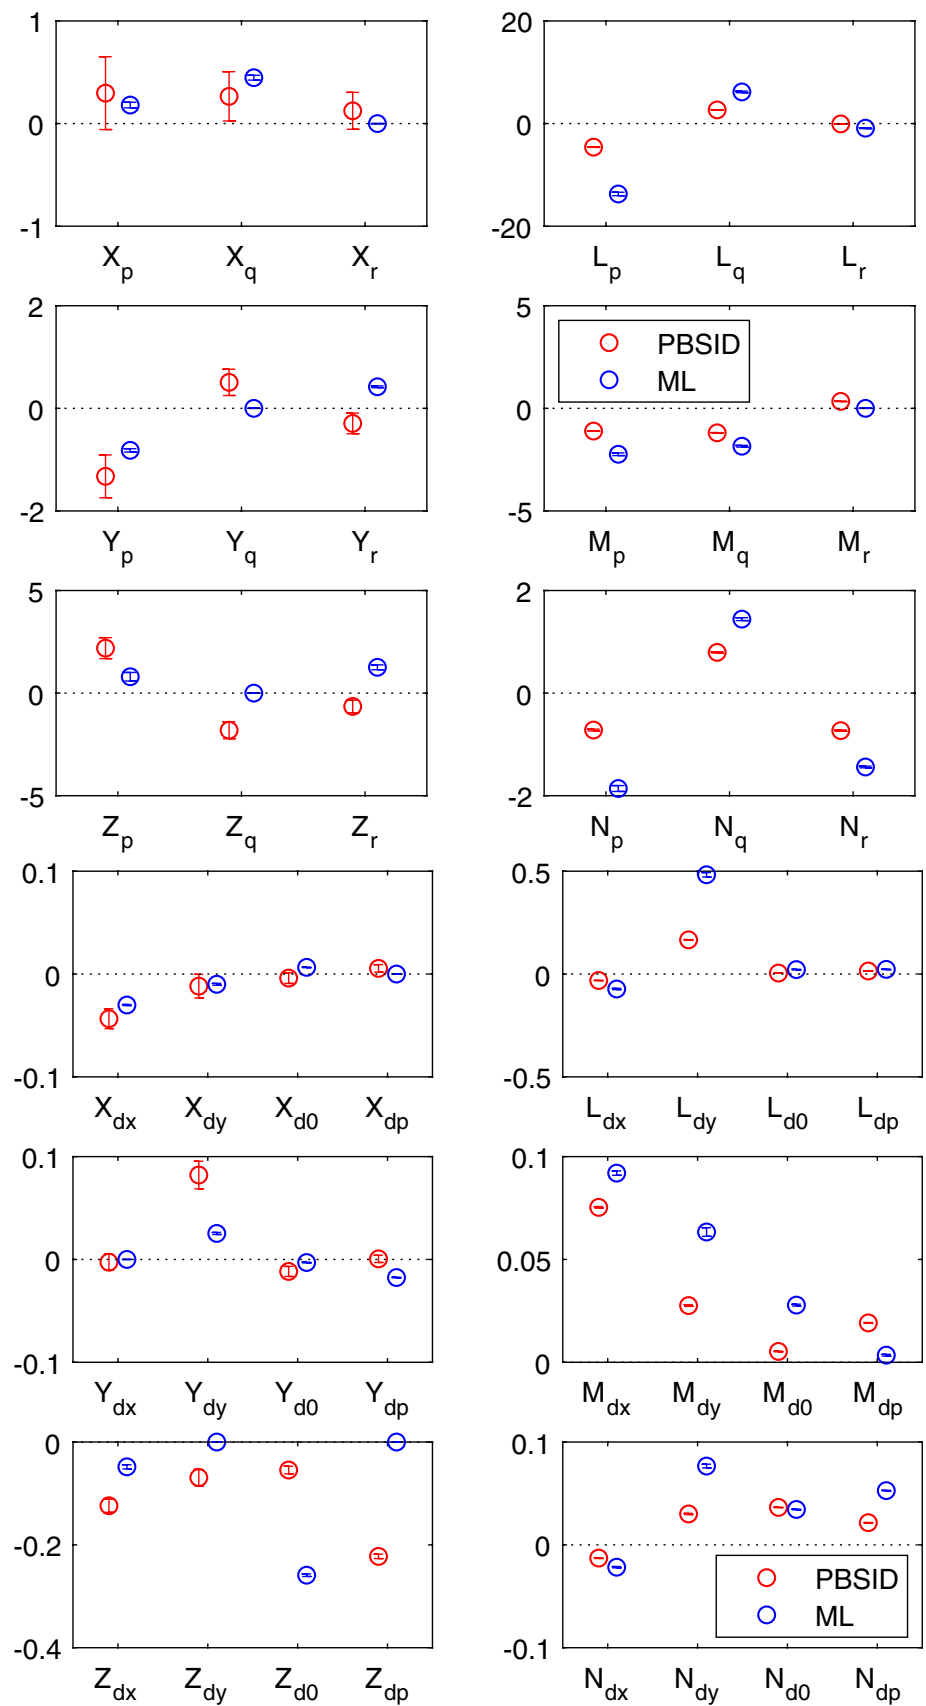 1
0
-1
X_p X_q X_r
20
0
-20
L_p L_q L_r
2
0
-2
Y_p Y_q Y_r
5
0
-5
PBSID
ML
M_p M_q M_r
5
0
-5
Z_p Z_q Z_r
2
0
-2
N_p N_q N_r
0.1
0
-0.1
X_dx X_dy X_d0 X_dp
0.5
0
-0.5
L_dx L_dy L_d0 L_dp
0.1
0
-0.1
Y_dx Y_dy Y_d0 Y_dp
0.1
0.05
0
M_dx M_dy M_d0 M_dp
0
-0.2
-0.4
Z_dx Z_dy Z_d0 Z_dp
0.1
0
-0.1
PBSID
ML
N_dx N_dy N_d0 N_dp